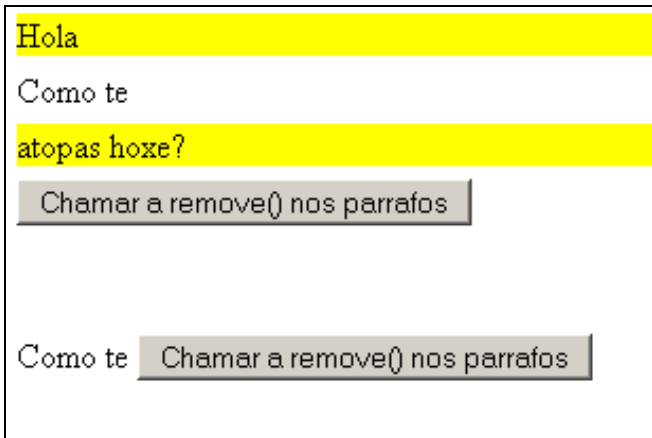 Hola
Como te
atopas hoxe?
Chamar a remove() nos parrafos
Como te Chamar a remove() nos parrafos